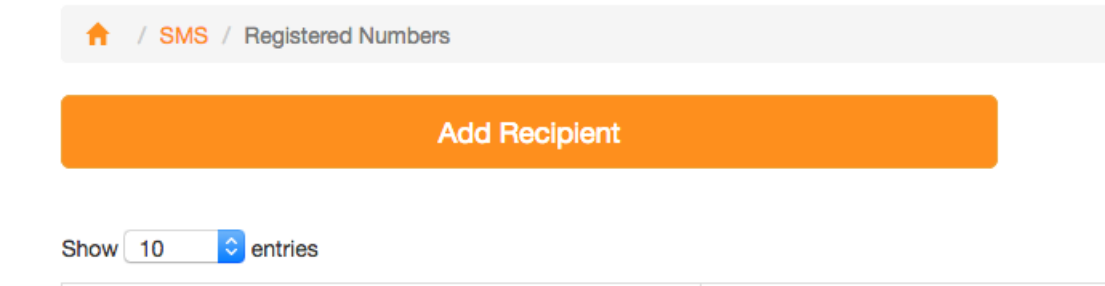 / SMS / Registered Numbers
Add Recipient
Show 10 entries